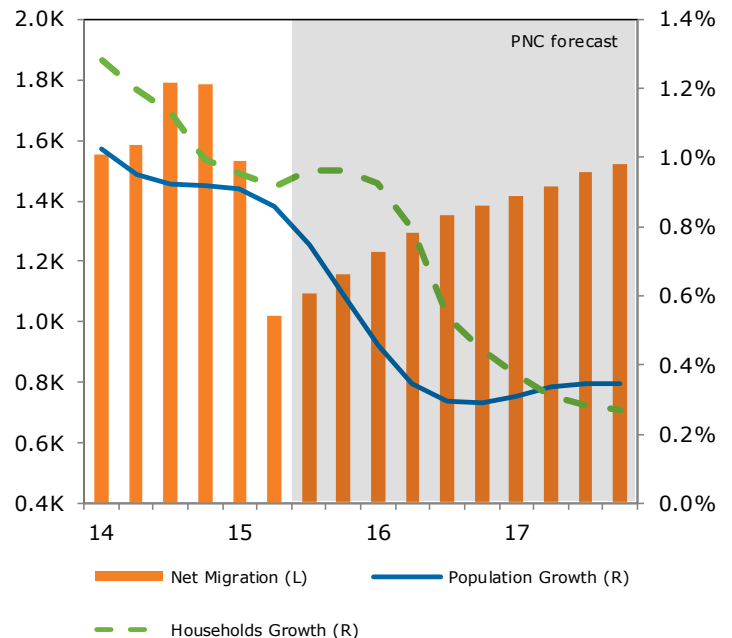 2.0K
1.8K
1.6K
1.4K
1.2K
1.0K
0.8K
0.6K
0.4K
1.4%
1.2%
1.0%
0.8%
0.6%
0.4%
0.2%
0.0%
PNC forecast
14 15 16 17
Net Migration (L) Population Growth (R)
Households Growth (R)